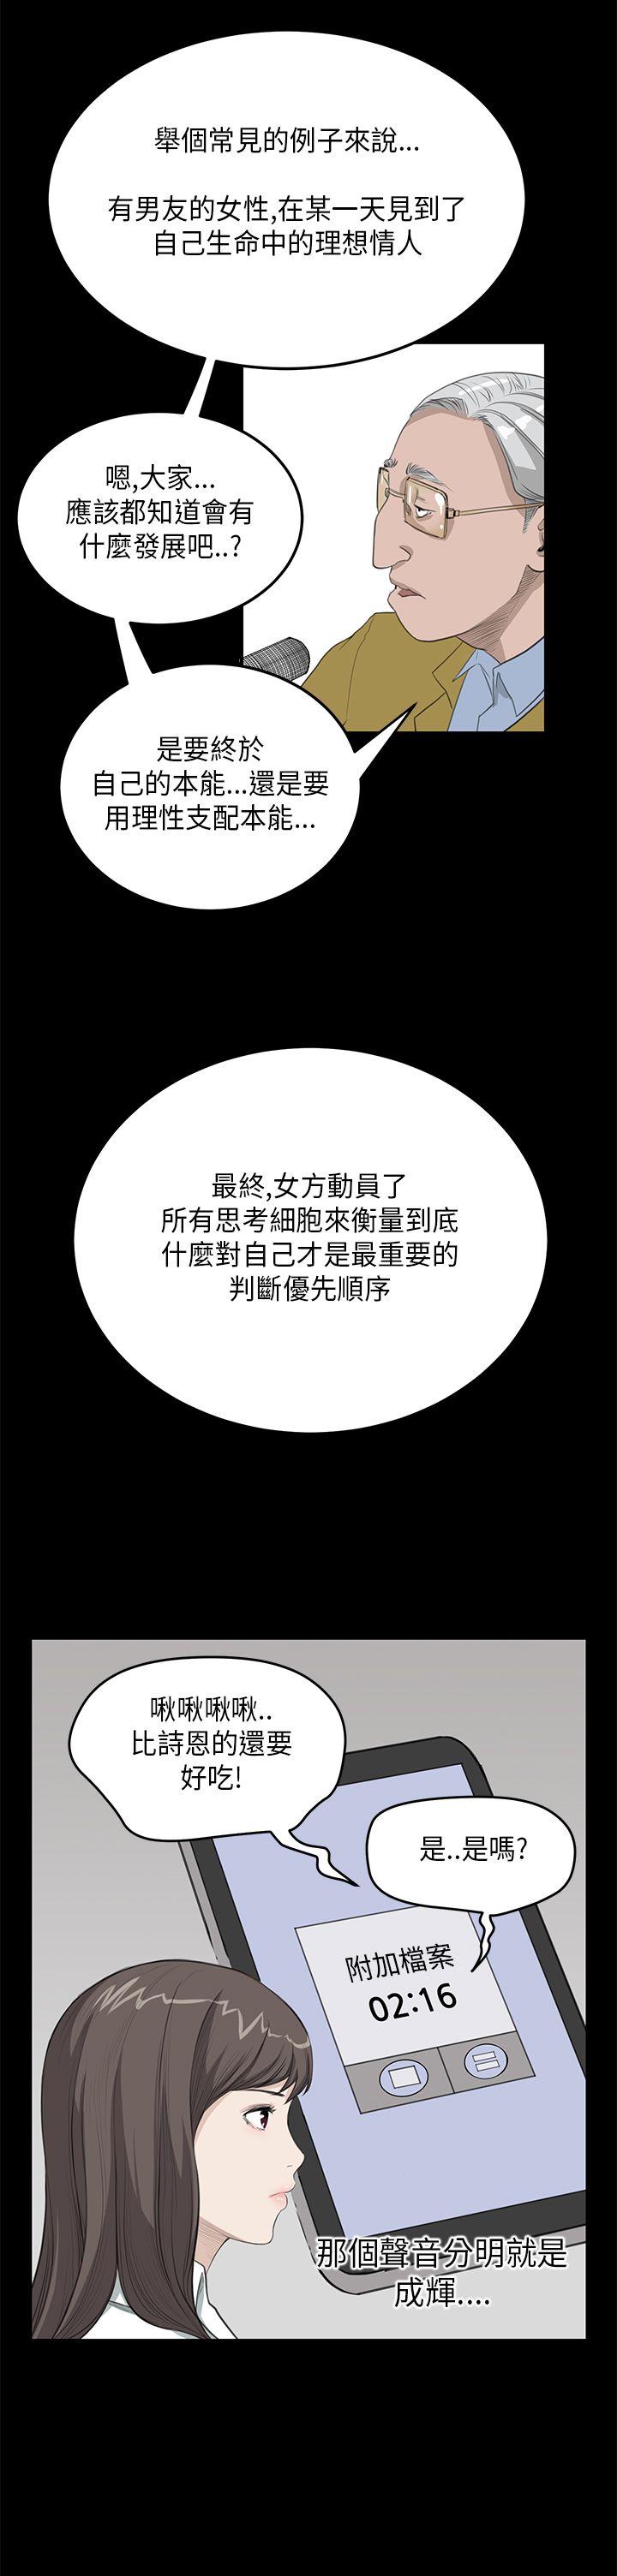 舉個常見的例子來說...
有男友的女性,在某一天見到了
自己生命中的理想情人
嗯,大家...
應該都知道會有
什麼發展吧..?
是要終於
自己的本能...還是要
用理性支配本能...
最終,女方動員了
所有思考細胞來衡量到底
什麼對自己才是最重要的
判斷優先順序
啾啾啾啾..
比詩恩的還要
好吃!
是..是嗎?
附加檔案
02:16
那個聲音分明就是
成輝....